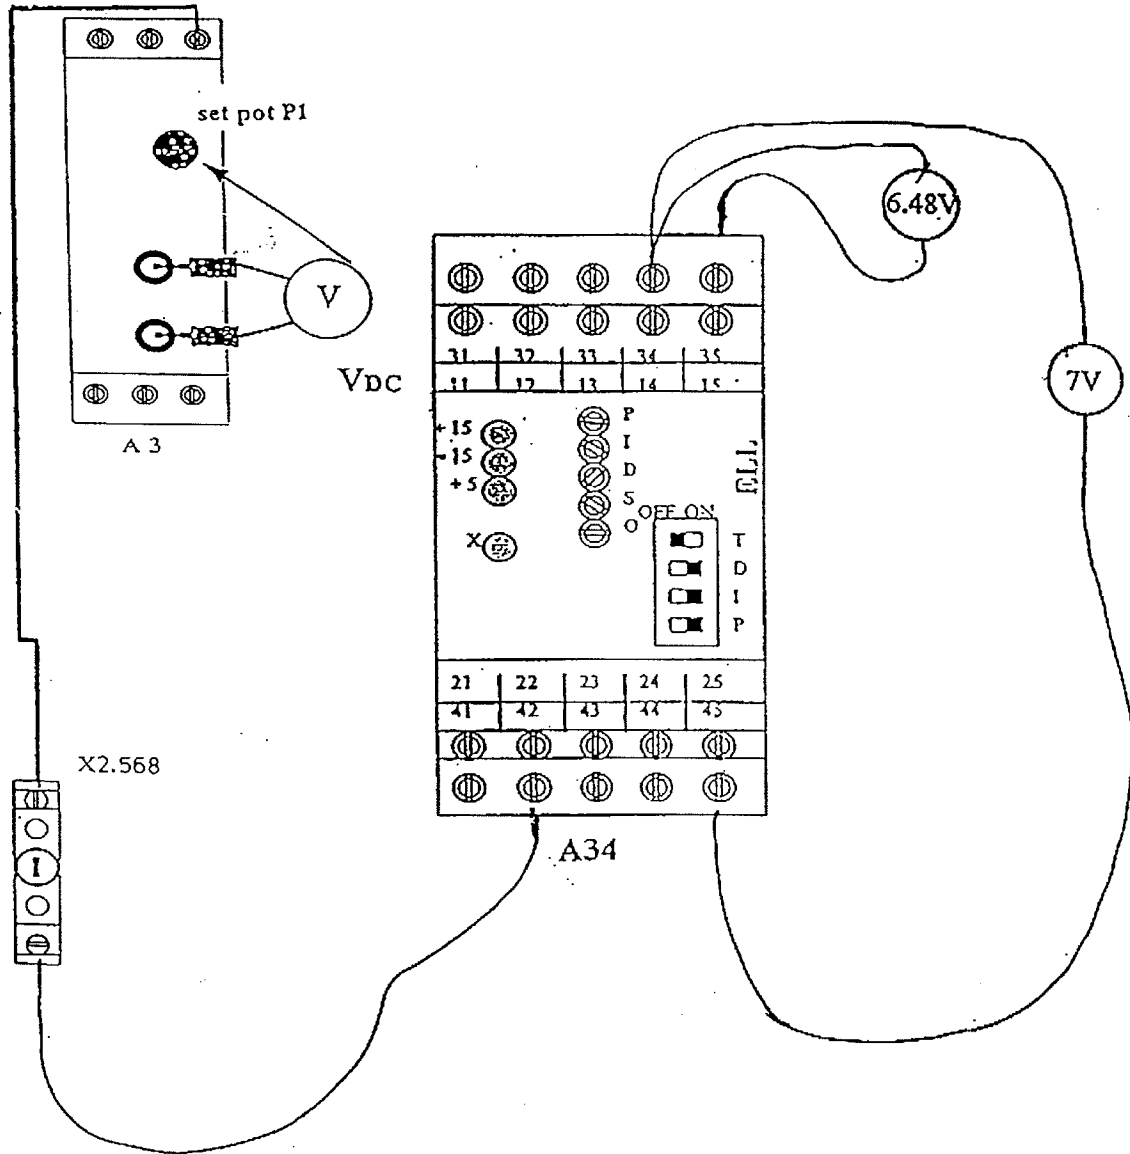 set pot P1
6.48V
V
7V
VDC
A 3
31 32 33 34 35
11 12 13 14 15
+15
-15
+5
X
P
I
D
S
O
ELL
OFF ON
T
D
I
P
21 22 23 24 25
41 42 43 44 45
X2.568
I
A34